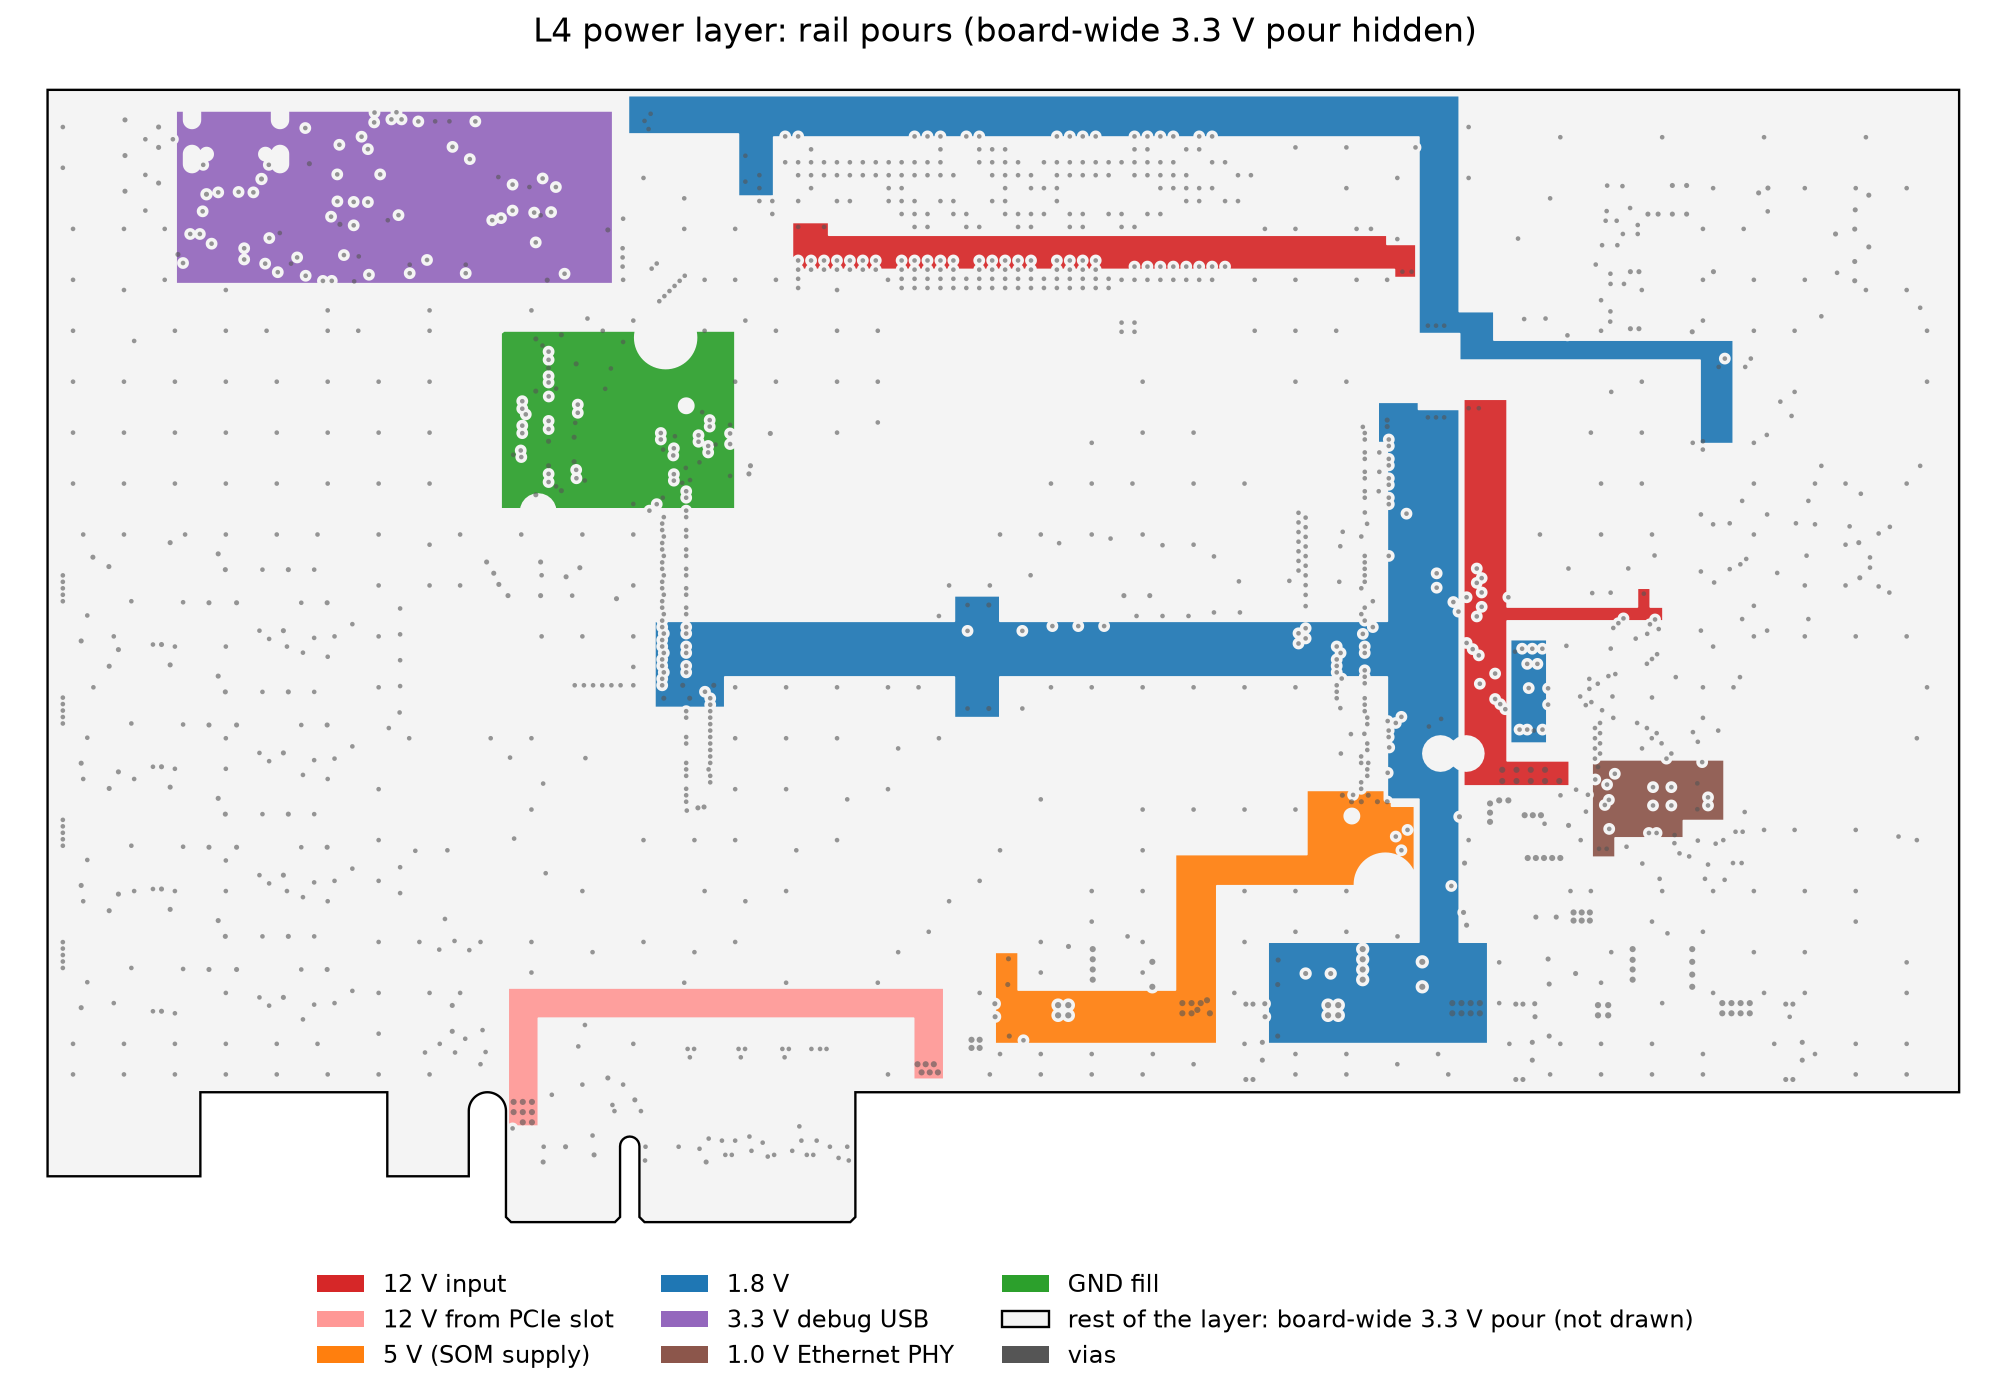 L4 power layer: rail pours (board-wide 3.3 V pour hidden)
12 V input
12 V from PCIe slot
5 V (SOM supply)
1.8 V
3.3 V debug USB
1.0 V Ethernet PHY
GND fill
rest of the layer: board-wide 3.3 V pour (not drawn)
vias